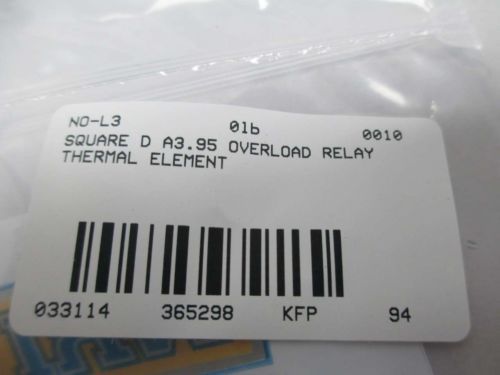 NO-L3 01b 0010
SQUARE D A3.95 OVERLOAD RELAY
THERMAL ELEMENT
033114 365298 KFP 94